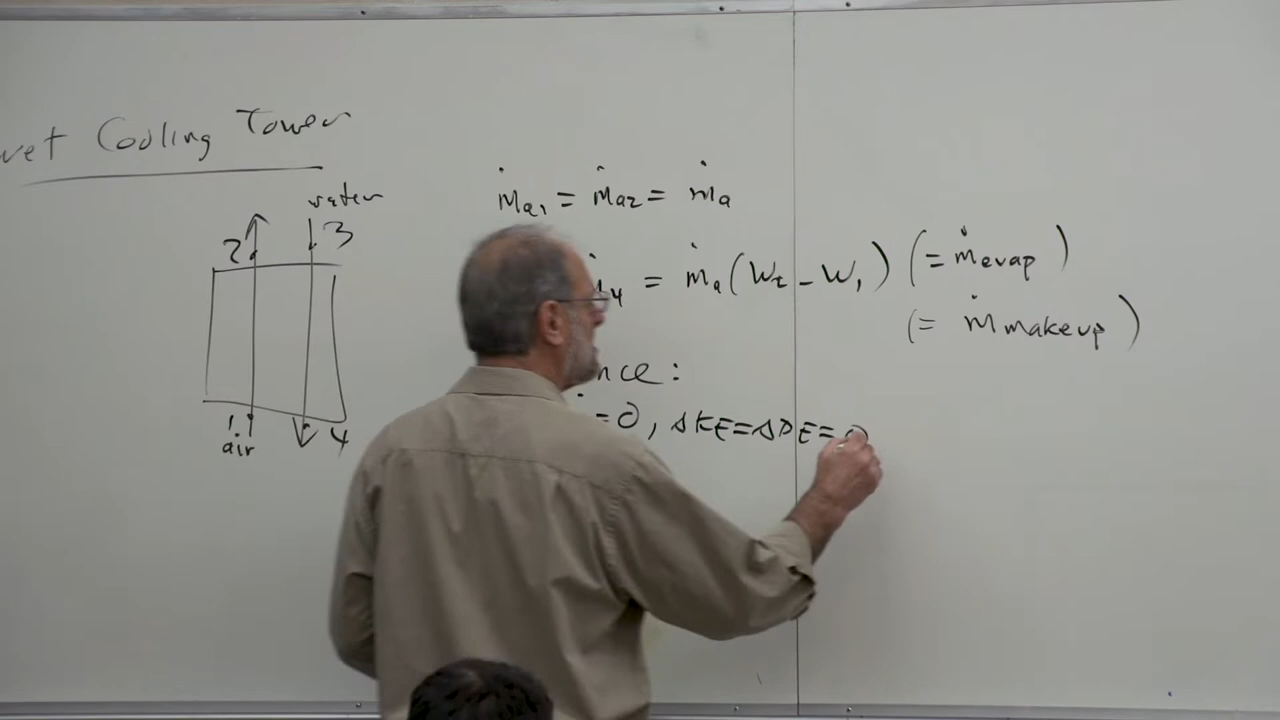 wet Cooling Tower
water
2 3
1 4
air
ṁa1 = ṁa2 = ṁa
4 = ṁa(W2 - W1) (= ṁevap)
(= ṁmakeup)
nce:
= 0, ΔKE=ΔPE=0